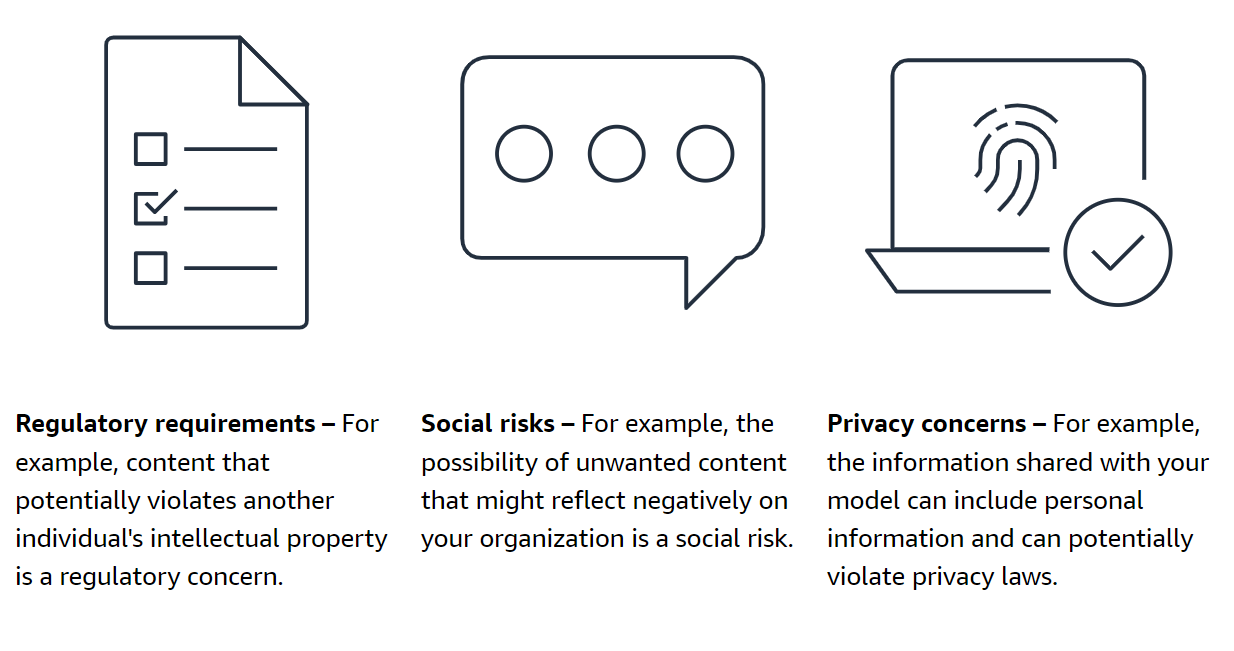 Regulatory requirements – For
example, content that
potentially violates another
individual's intellectual property
is a regulatory concern.
Social risks – For example, the
possibility of unwanted content
that might reflect negatively on
your organization is a social risk.
Privacy concerns – For example,
the information shared with your
model can include personal
information and can potentially
violate privacy laws.